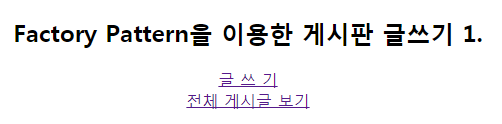 Factory Pattern을 이용한 게시판 글쓰기 1.
글 쓰 기
전체 게시글 보기